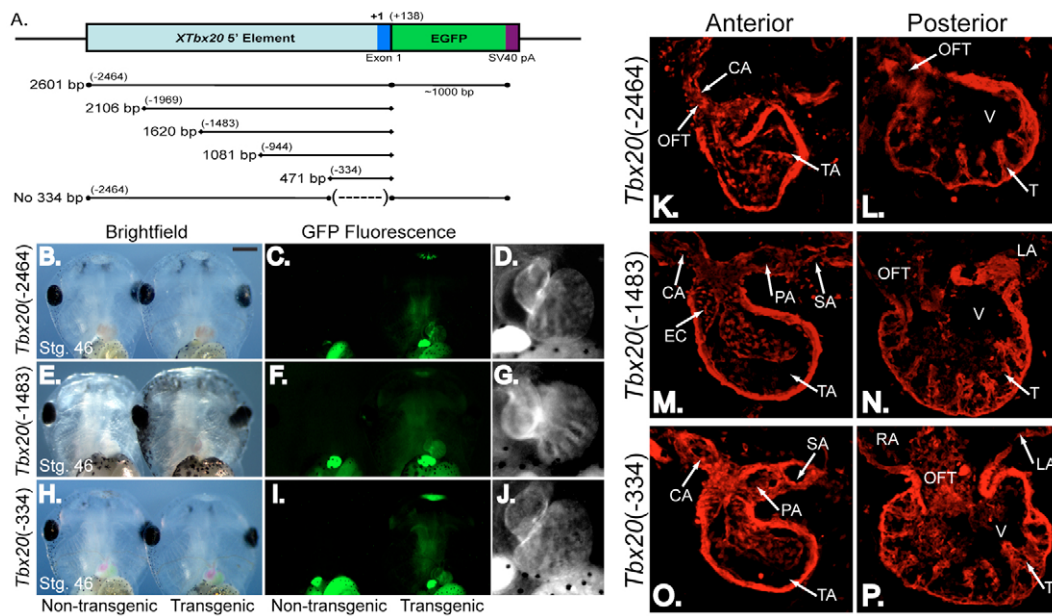 A.
+1
(+138)
XTbx20 5' Element
EGFP
Exon 1
SV40 pA
2601 bp
(-2464)
~1000 bp
2106 bp
(-1969)
1620 bp
(-1483)
1081 bp
(-944)
471 bp
(-334)
No 334 bp
(-2464)
(------)
Brightfield
GFP Fluorescence
Tbx20(-2464)
B.
Stg. 46
C.
D.
Tbx20(-1483)
E.
Stg. 46
F.
G.
Tbx20(-334)
H.
Stg. 46
I.
J.
Non-transgenic
Transgenic
Non-transgenic
Transgenic
Anterior
Posterior
Tbx20(-2464)
CA
OFT
TA
K.
OFT
V
T
L.
Tbx20(-1483)
CA
PA
SA
EC
TA
M.
LA
OFT
V
T
N.
Tbx20(-334)
SA
CA
PA
TA
O.
RA
OFT
LA
V
T
P.